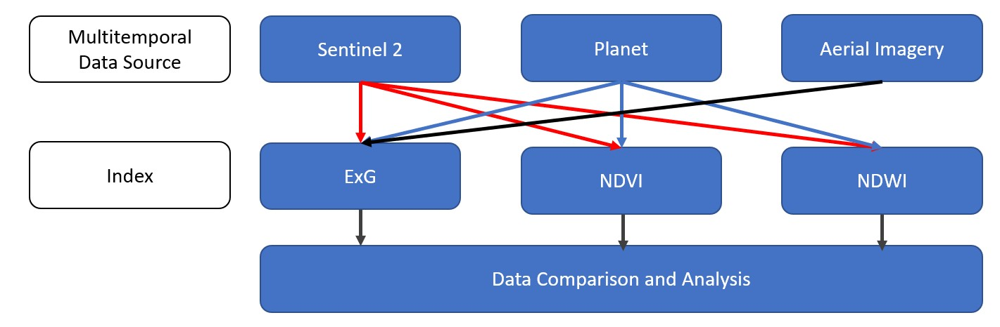 Multitemporal
Data Source
Sentinel 2
Planet
Aerial Imagery
Index
ExG
NDVI
NDWI
Data Comparison and Analysis